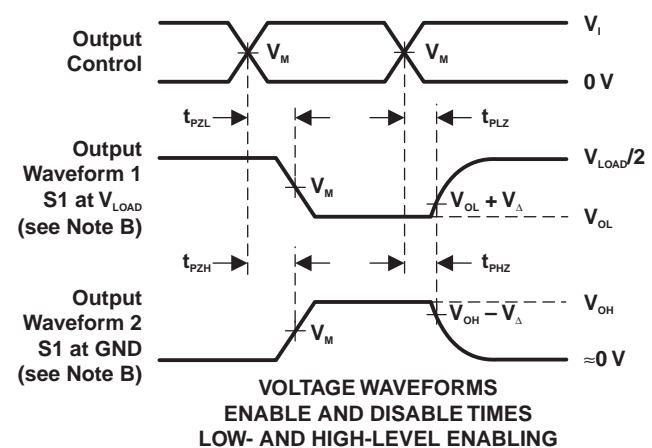 Output
Control
V_M
V_M
V_I
0 V
t_PZL
t_PLZ
Output
Waveform 1
S1 at V_LOAD
(see Note B)
V_M
V_OL + V_Δ
V_LOAD/2
V_OL
t_PZH
t_PHZ
Output
Waveform 2
S1 at GND
(see Note B)
V_M
V_OH – V_Δ
V_OH
≈0 V
VOLTAGE WAVEFORMS
ENABLE AND DISABLE TIMES
LOW- AND HIGH-LEVEL ENABLING